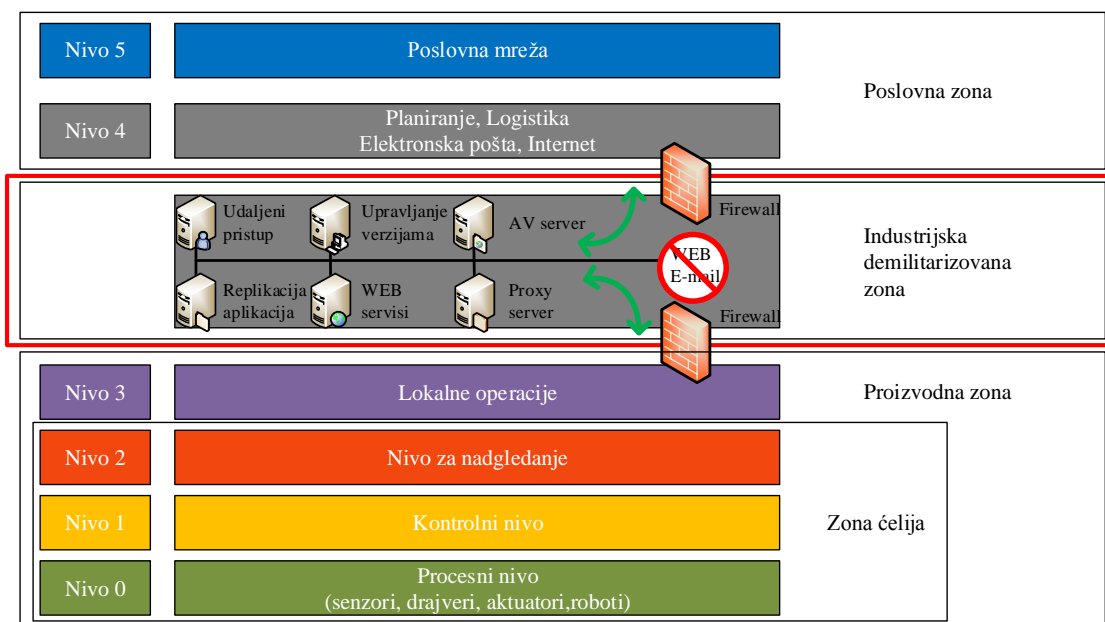 Nivo 5
Poslovna mreža
Poslovna zona
Nivo 4
Planiranje, Logistika
Elektronska pošta, Internet
Udaljeni
pristup
Upravljanje
verzijama
AV server
Firewall
WEB
E-mail
Replikacija
aplikacija
WEB
servisi
Proxy
server
Firewall
Industrijska
demilitarizovana
zona
Nivo 3
Lokalne operacije
Proizvodna zona
Nivo 2
Nivo za nadgledanje
Nivo 1
Kontrolni nivo
Zona ćelija
Nivo 0
Procesni nivo
(senzori, drajveri, aktuatori,roboti)